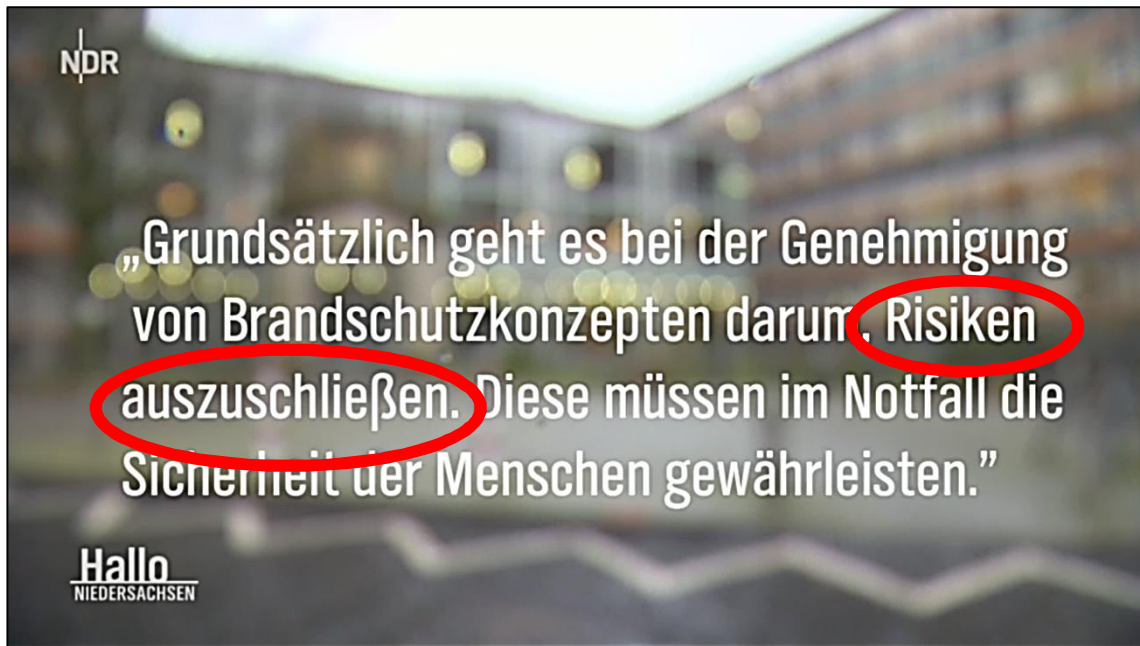 NDR
„Grundsätzlich geht es bei der Genehmigung
von Brandschutzkonzepten darum, Risiken
auszuschließen. Diese müssen im Notfall die
Sicherheit der Menschen gewährleisten.”
Hallo
NIEDERSACHSEN